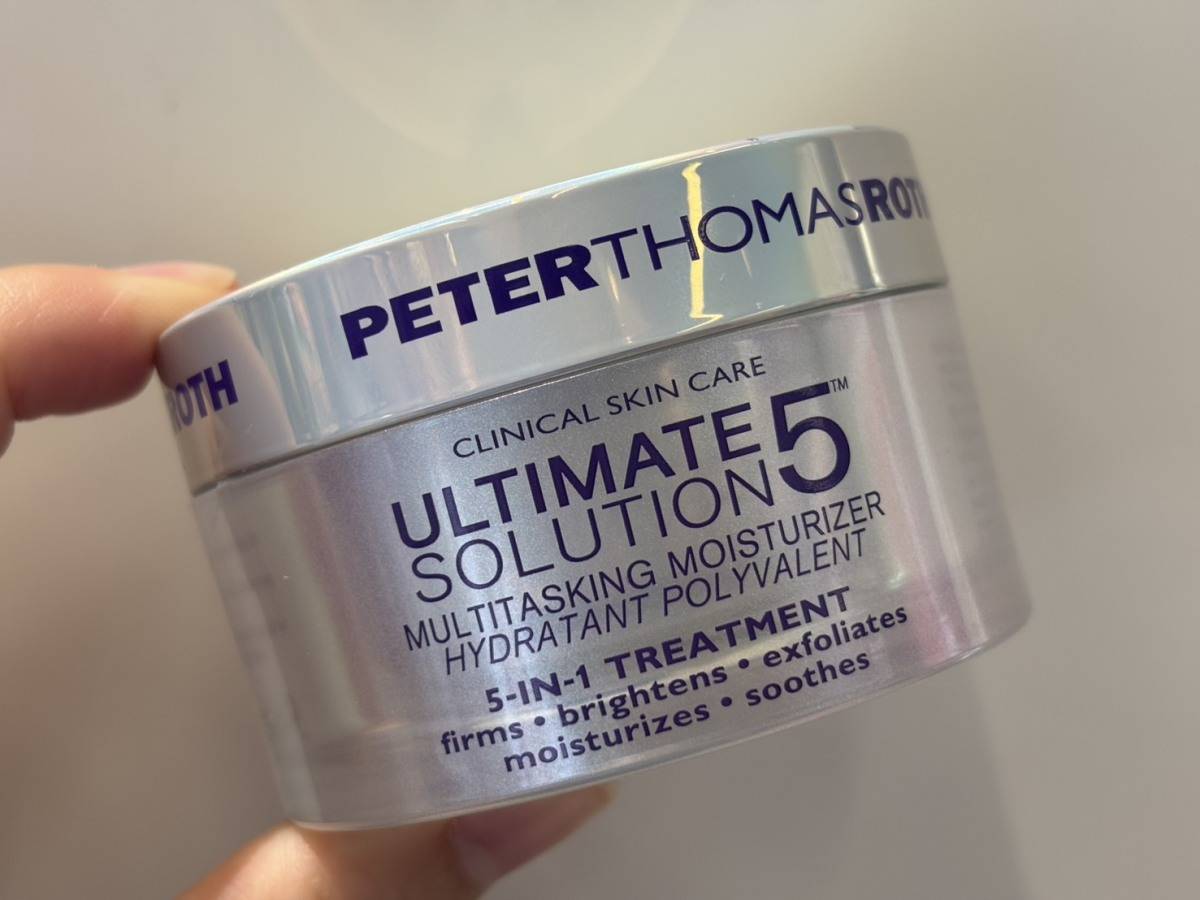 PETERTHOMASROTH
ROTH
CLINICAL SKIN CARE
ULTIMATE
SOLUTION 5™
MULTITASKING MOISTURIZER
HYDRATANT POLYVALENT
5-IN-1 TREATMENT
firms • brightens • exfoliates
moisturizes • soothes